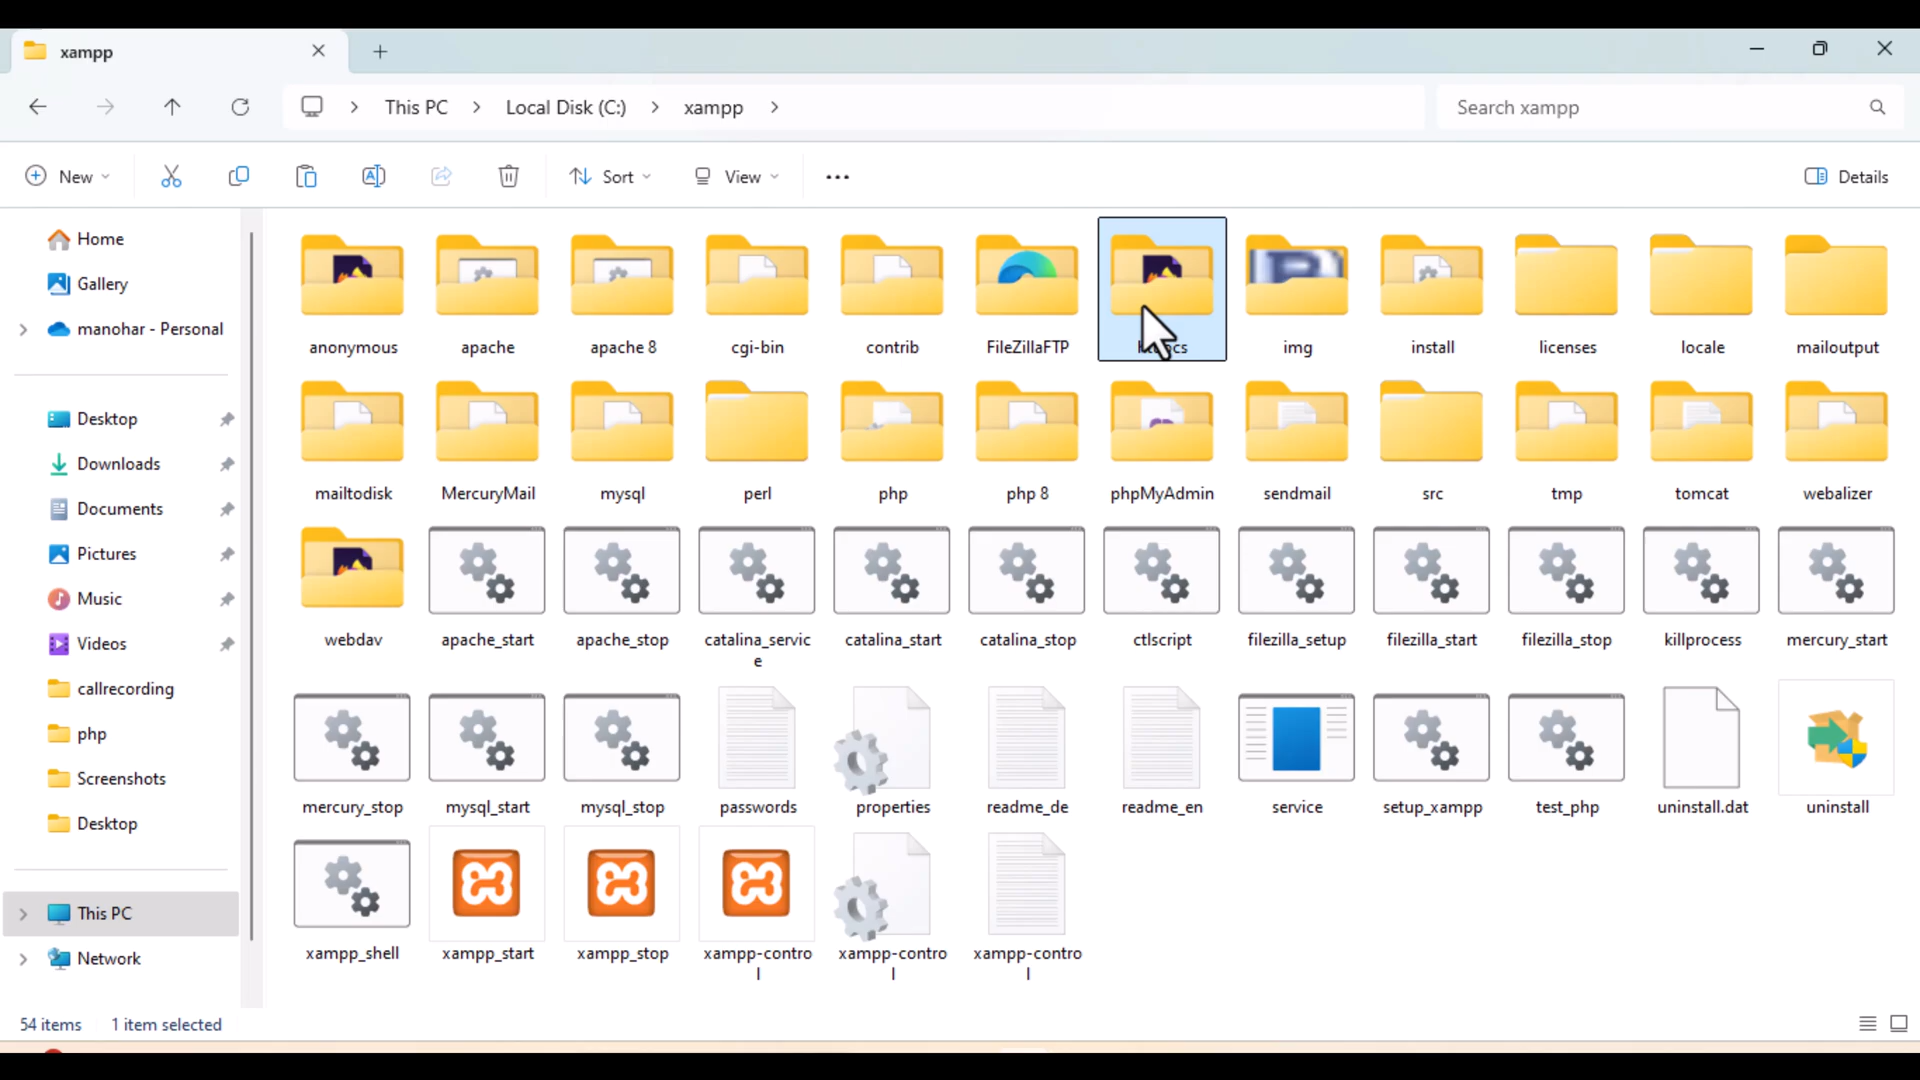 xampp
This PC
Local Disk (C:)
xampp
Search xampp
New
Sort
View
Details
Home
Gallery
manohar - Personal
Desktop
Downloads
Documents
Pictures
Music
Videos
callrecording
php
Screenshots
Desktop
This PC
Network
anonymous
apache
apache 8
cgi-bin
contrib
FileZillaFTP
img
install
licenses
locale
mailoutput
mailtodisk
MercuryMail
mysql
perl
php
php 8
phpMyAdmin
sendmail
src
tmp
tomcat
webalizer
webdav
apache_start
apache_stop
catalina_servic
e
catalina_start
catalina_stop
ctlscript
filezilla_setup
filezilla_start
filezilla_stop
killprocess
mercury_start
mercury_stop
mysql_start
mysql_stop
passwords
properties
readme_de
readme_en
service
setup_xampp
test_php
uninstall.dat
uninstall
xampp_shell
xampp_start
xampp_stop
xampp-contro
l
xampp-contro
l
xampp-contro
l
54 items
1 item selected